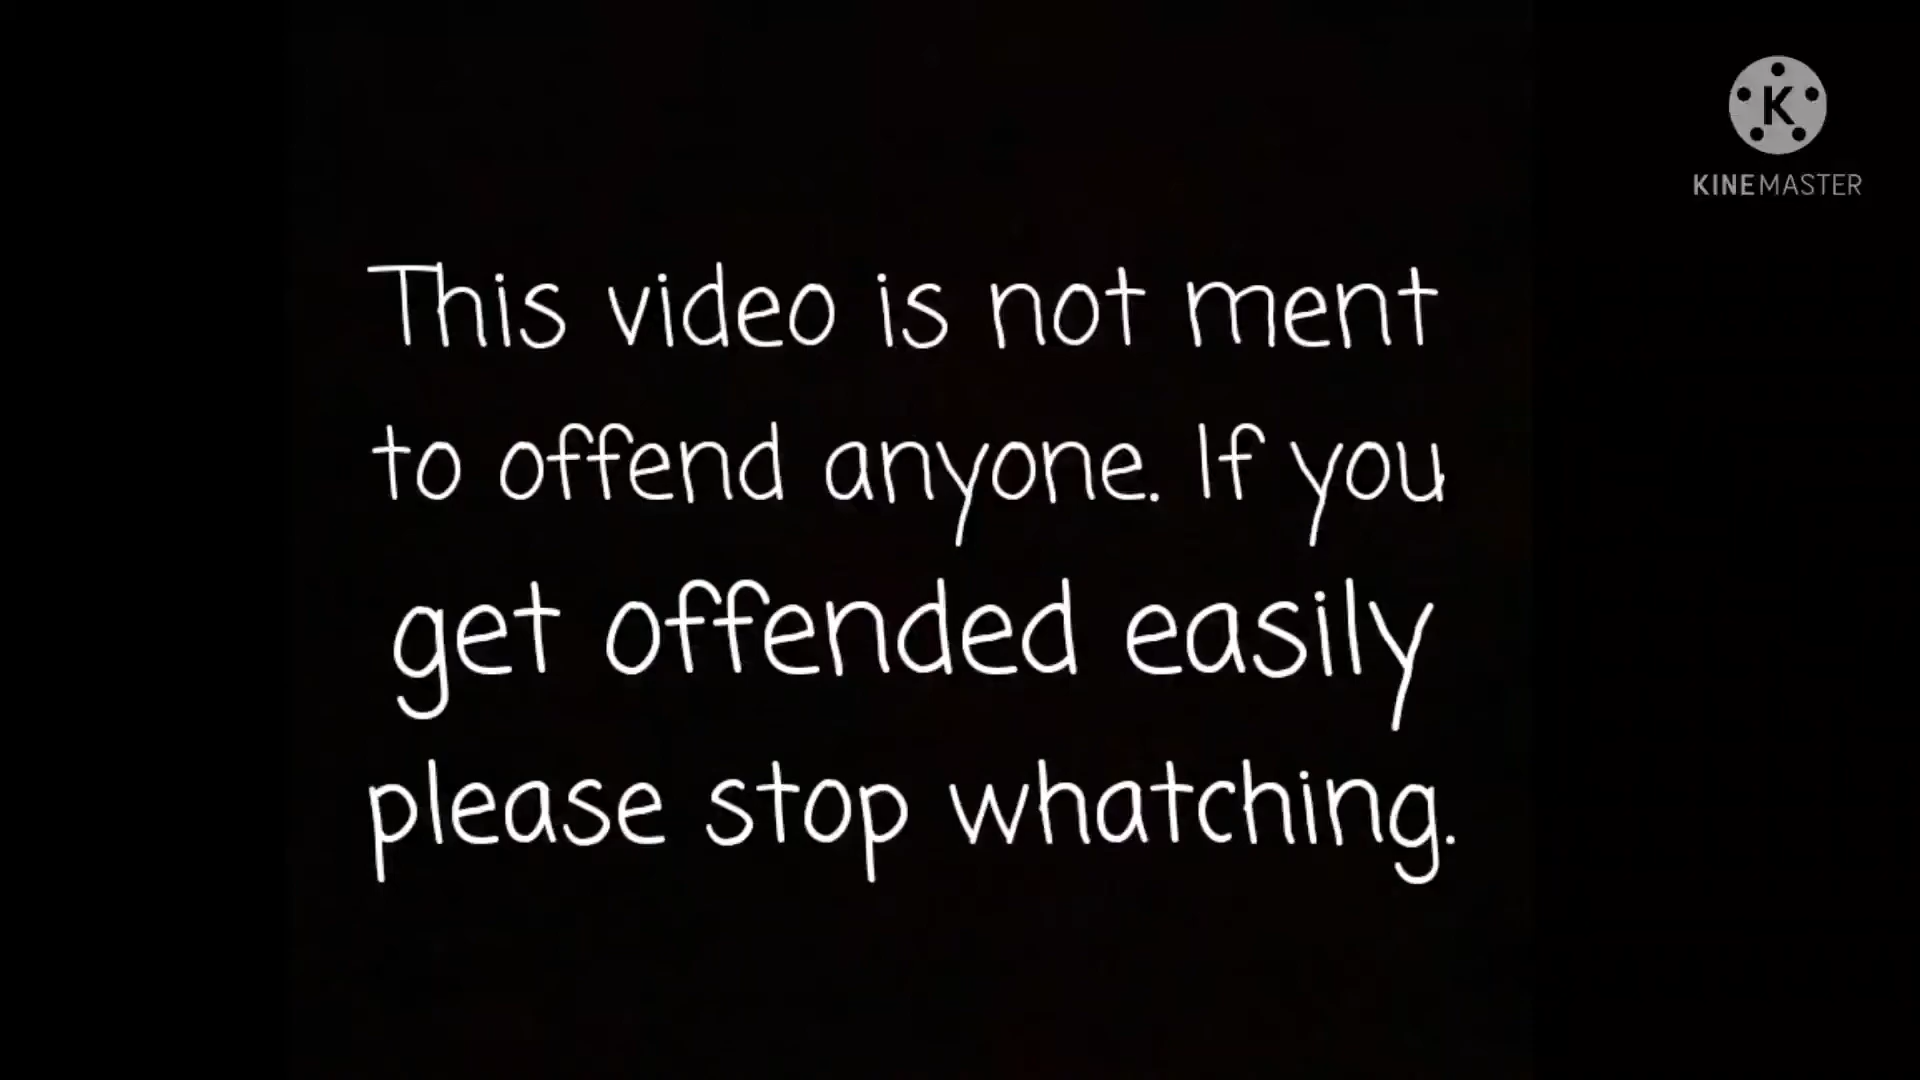 K
KINEMASTER
This video is not ment
to offend anyone. If you
get offended easily
please stop whatching.